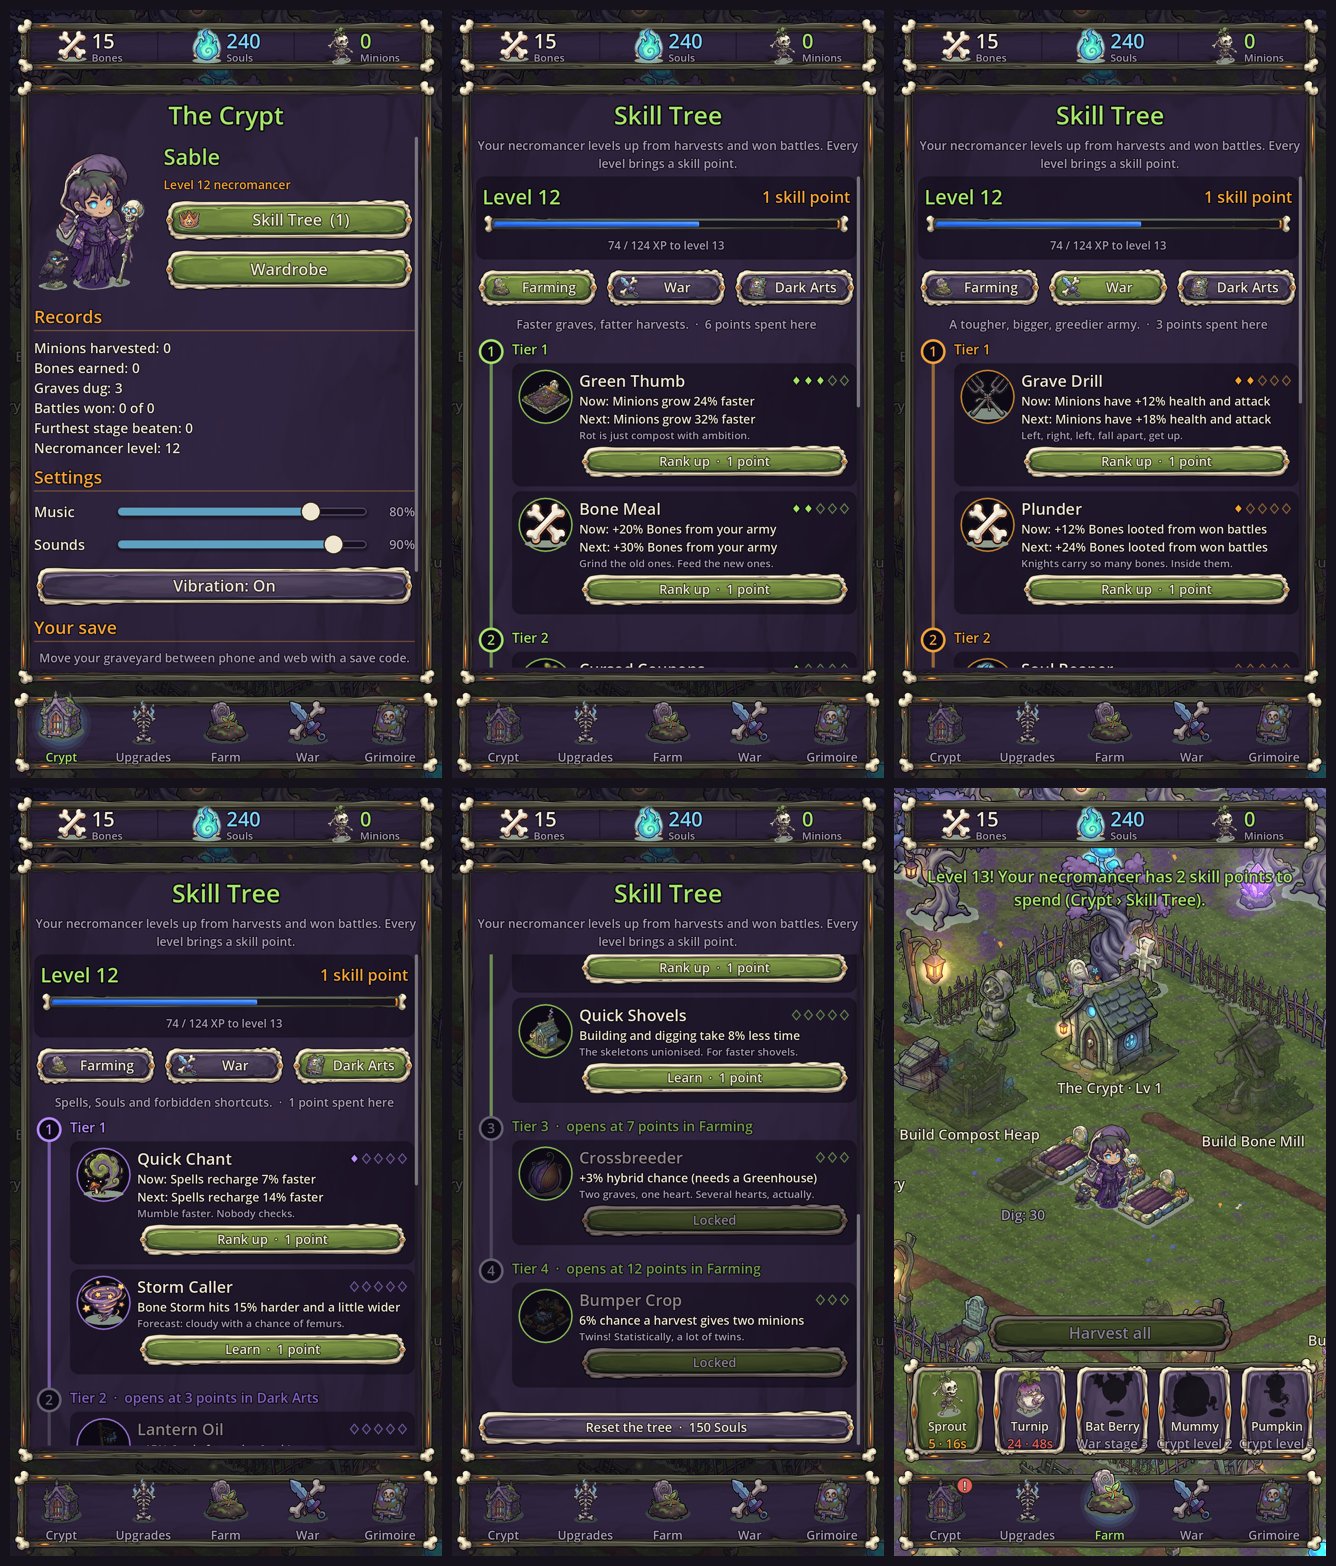 15
Bones
240
Souls
0
Minions
The Crypt
Sable
Level 12 necromancer
Skill Tree (1)
Wardrobe
Records
Minions harvested: 0
Bones earned: 0
Graves dug: 3
Battles won: 0 of 0
Furthest stage beaten: 0
Necromancer level: 12
Settings
Music
80%
Sounds
90%
Vibration: On
Your save
Move your graveyard between phone and web with a save code.
Crypt
Upgrades
Farm
War
Grimoire
15
Bones
240
Souls
0
Minions
Skill Tree
Your necromancer levels up from harvests and won battles. Every
level brings a skill point.
Level 12
1 skill point
74 / 124 XP to level 13
Farming
War
Dark Arts
Faster graves, fatter harvests. · 6 points spent here
1
Tier 1
Green Thumb
Now: Minions grow 24% faster
Next: Minions grow 32% faster
Rot is just compost with ambition.
Rank up · 1 point
Bone Meal
Now: +20% Bones from your army
Next: +30% Bones from your army
Grind the old ones. Feed the new ones.
Rank up · 1 point
2
Tier 2
Crypt
Upgrades
Farm
War
Grimoire
15
Bones
240
Souls
0
Minions
Skill Tree
Your necromancer levels up from harvests and won battles. Every
level brings a skill point.
Level 12
1 skill point
74 / 124 XP to level 13
Farming
War
Dark Arts
A tougher, bigger, greedier army. · 3 points spent here
1
Tier 1
Grave Drill
Now: Minions have +12% health and attack
Next: Minions have +18% health and attack
Left, right, left, fall apart, get up.
Rank up · 1 point
Plunder
Now: +12% Bones looted from won battles
Next: +24% Bones looted from won battles
Knights carry so many bones. Inside them.
Rank up · 1 point
2
Tier 2
Crypt
Upgrades
Farm
War
Grimoire
15
Bones
240
Souls
0
Minions
Skill Tree
Your necromancer levels up from harvests and won battles. Every
level brings a skill point.
Level 12
1 skill point
74 / 124 XP to level 13
Farming
War
Dark Arts
Spells, Souls and forbidden shortcuts. · 1 point spent here
1
Tier 1
Quick Chant
Now: Spells recharge 7% faster
Next: Spells recharge 14% faster
Mumble faster. Nobody checks.
Rank up · 1 point
Storm Caller
Bone Storm hits 15% harder and a little wider
Forecast: cloudy with a chance of femurs.
Learn · 1 point
2
Tier 2 · opens at 3 points in Dark Arts
Lantern Oil
Crypt
Upgrades
Farm
War
Grimoire
15
Bones
240
Souls
0
Minions
Skill Tree
Your necromancer levels up from harvests and won battles. Every
level brings a skill point.
Rank up · 1 point
Quick Shovels
Building and digging take 8% less time
The skeletons unionised. For faster shovels.
Learn · 1 point
3
Tier 3 · opens at 7 points in Farming
Crossbreeder
+3% hybrid chance (needs a Greenhouse)
Two graves, one heart. Several hearts, actually.
Locked
4
Tier 4 · opens at 12 points in Farming
Bumper Crop
6% chance a harvest gives two minions
Twins! Statistically, a lot of twins.
Locked
Reset the tree · 150 Souls
Crypt
Upgrades
Farm
War
Grimoire
15
Bones
240
Souls
0
Minions
Level 13! Your necromancer has 2 skill points to
spend (Crypt › Skill Tree).
The Crypt · Lv 1
Build Compost Heap
Build Bone Mill
ry
Dig: 30
Harvest all
Bu
Sprout
5 · 16s
Turnip
24 · 48s
Bat Berry
War stage 3
Mummy
Crypt level 2
Pumpkin
Crypt level
!
Crypt
Upgrades
Farm
War
Grimoire